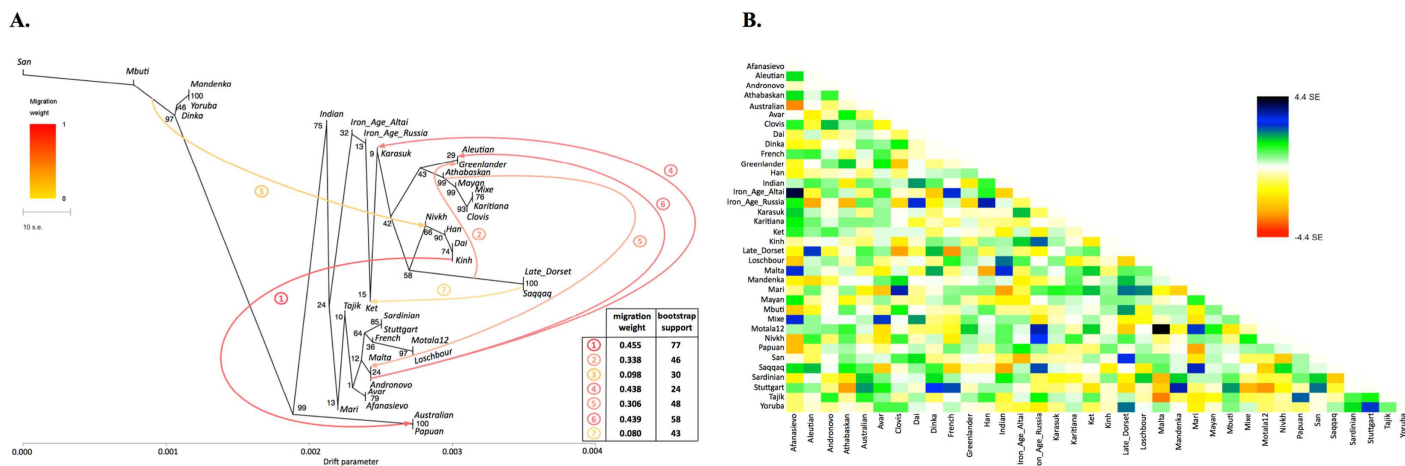 A.
San
Mbuti
Mandenka
100
46
Yoruba
Dinka
97
Migration
weight
1
0
10 s.e.
Indian
75
Iron_Age_Altai
32
Iron_Age_Russia
13
9
Karasuk
Aleutian
29
Greenlander
43
Athabaskan
99
Mayan
99
Mixe
76
Karitiana
93
Clovis
42
Nivkh
66
Han
90
Dai
74
Kinh
58
Late_Dorset
100
Saqqaq
3
2
4
6
5
7
1
15
Ket
24
Tajik
10
Sardinian
85
Stuttgart
64
French
36
Motala12
97
Loschbour
12
Malta
24
Andronovo
1
Avar
79
Afanasievo
13
Mari
99
Australian
100
Papuan
migration weight bootstrap support
1 0.455 77
2 0.338 46
3 0.098 30
4 0.438 24
5 0.306 48
6 0.439 58
7 0.080 43
0.000 0.001 0.002 0.003 0.004
Drift parameter
B.
4.4 SE
-4.4 SE
Afanasievo
Aleutian
Andronovo
Athabaskan
Australian
Avar
Clovis
Dai
Dinka
French
Greenlander
Han
Indian
Iron_Age_Altai
Iron_Age_Russia
Karasuk
Karitiana
Ket
Kinh
Late_Dorset
Loschbour
Malta
Mandenka
Mari
Mayan
Mbuti
Mixe
Motala12
Nivkh
Papuan
San
Saqqaq
Sardinian
Stuttgart
Tajik
Yoruba
Afanasievo
Aleutian
Andronovo
Athabaskan
Australian
Avar
Clovis
Dai
Dinka
French
Greenlander
Han
Indian
Iron_Age_Altai
Iron_Age_Russia
Karasuk
Karitiana
Ket
Kinh
Late_Dorset
Loschbour
Malta
Mandenka
Mari
Mayan
Mbuti
Mixe
Motala12
Nivkh
Papuan
San
Saqqaq
Sardinian
Stuttgart
Tajik
Yoruba